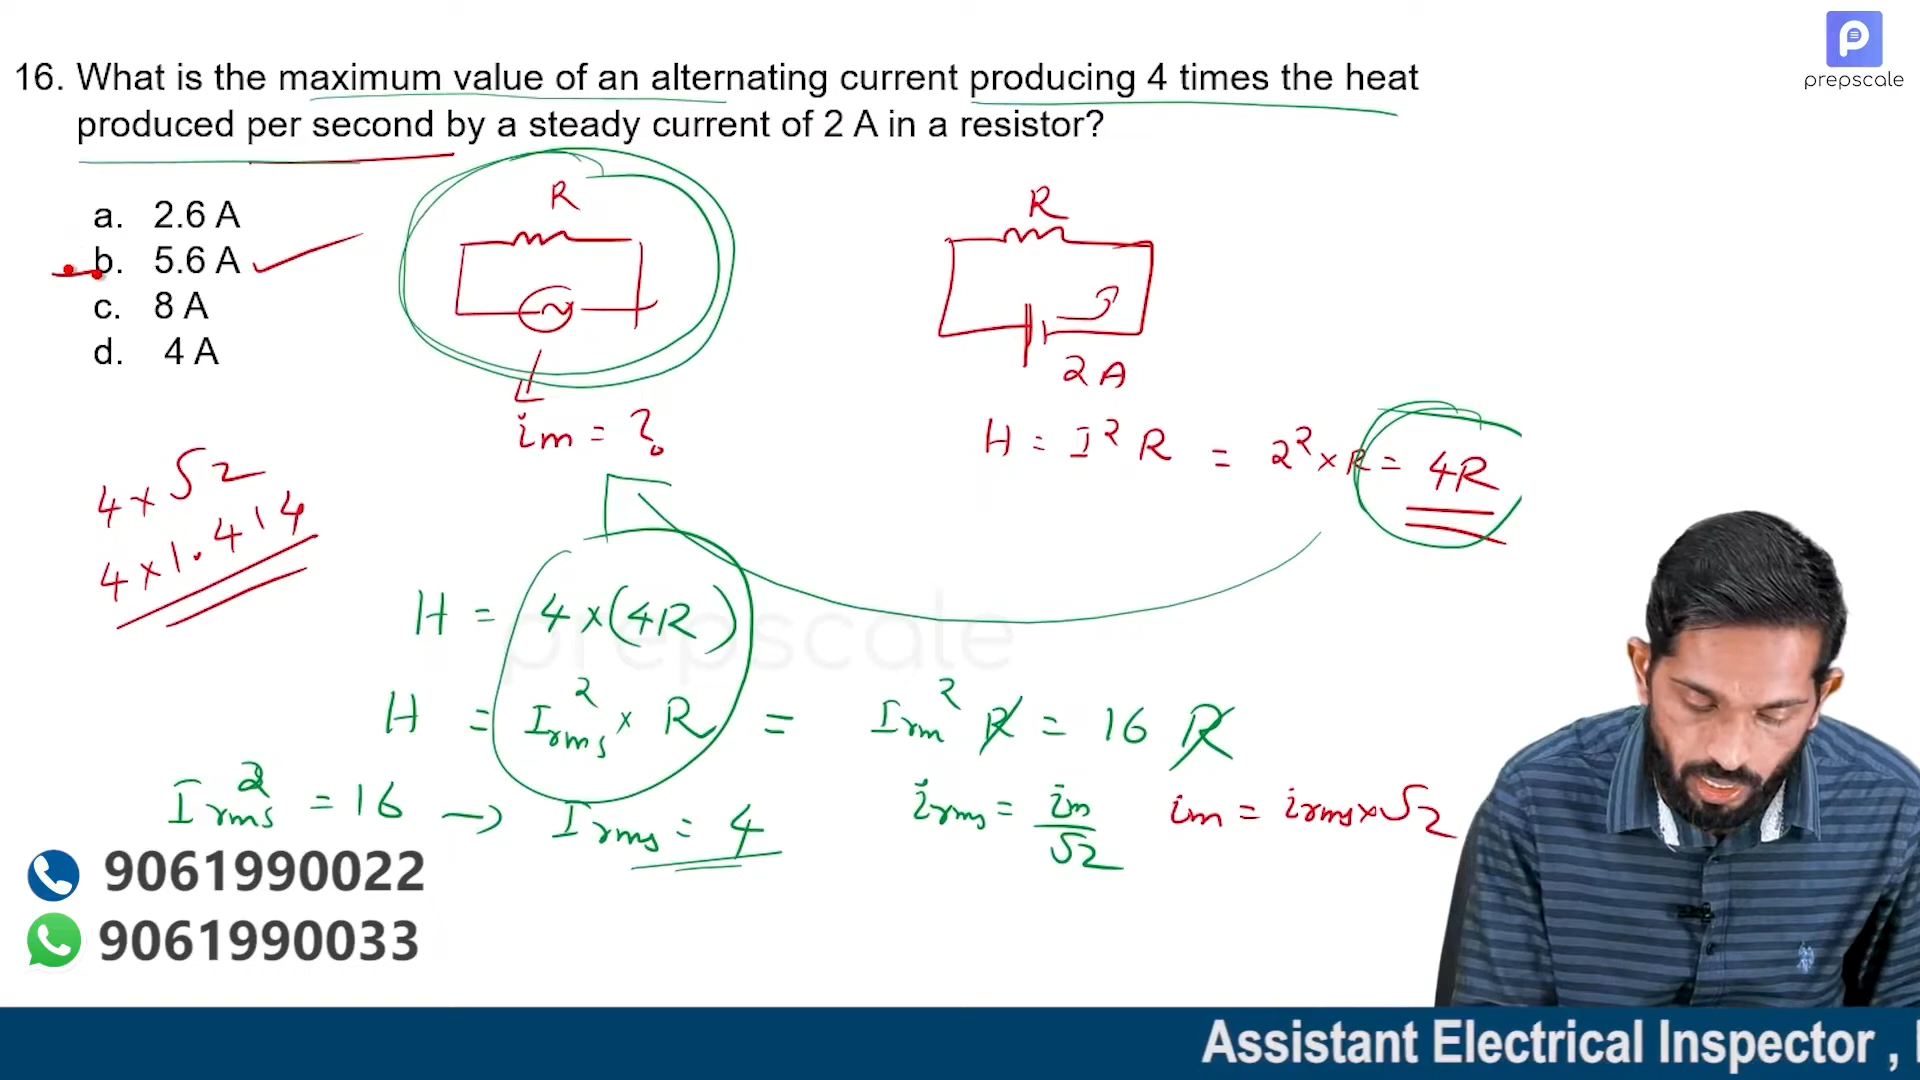 prepscale
16. What is the maximum value of an alternating current producing 4 times the heat
produced per second by a steady current of 2 A in a resistor?
a. 2.6 A
b. 5.6 A
c. 8 A
d. 4 A
R
im = ?
R
2 A
H = I² R = 2² × R = 4R
4 × √2
4 × 1.414
prepscale
H = 4 × (4R)
H = Irms² × R = Irm² R = 16 R
Irms² = 16 → Irms = 4
irms = im/√2 im = irms × √2
9061990022
9061990033
Assistant Electrical Inspector ,